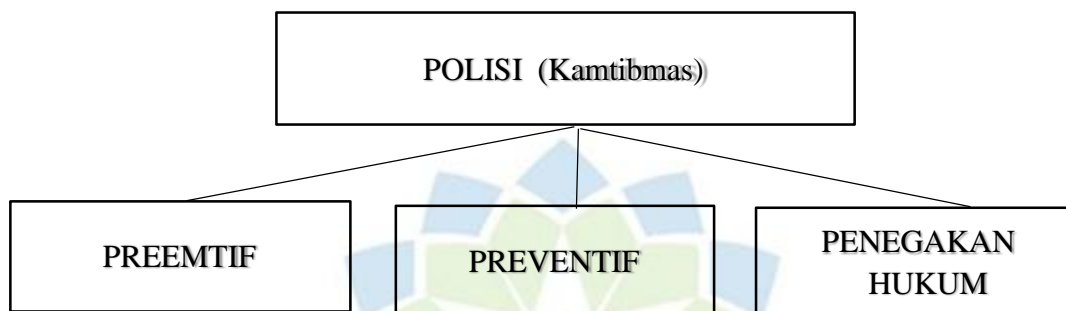 POLISI (Kamtibmas)
PREEMTIF
PREVENTIF
PENEGAKAN
HUKUM